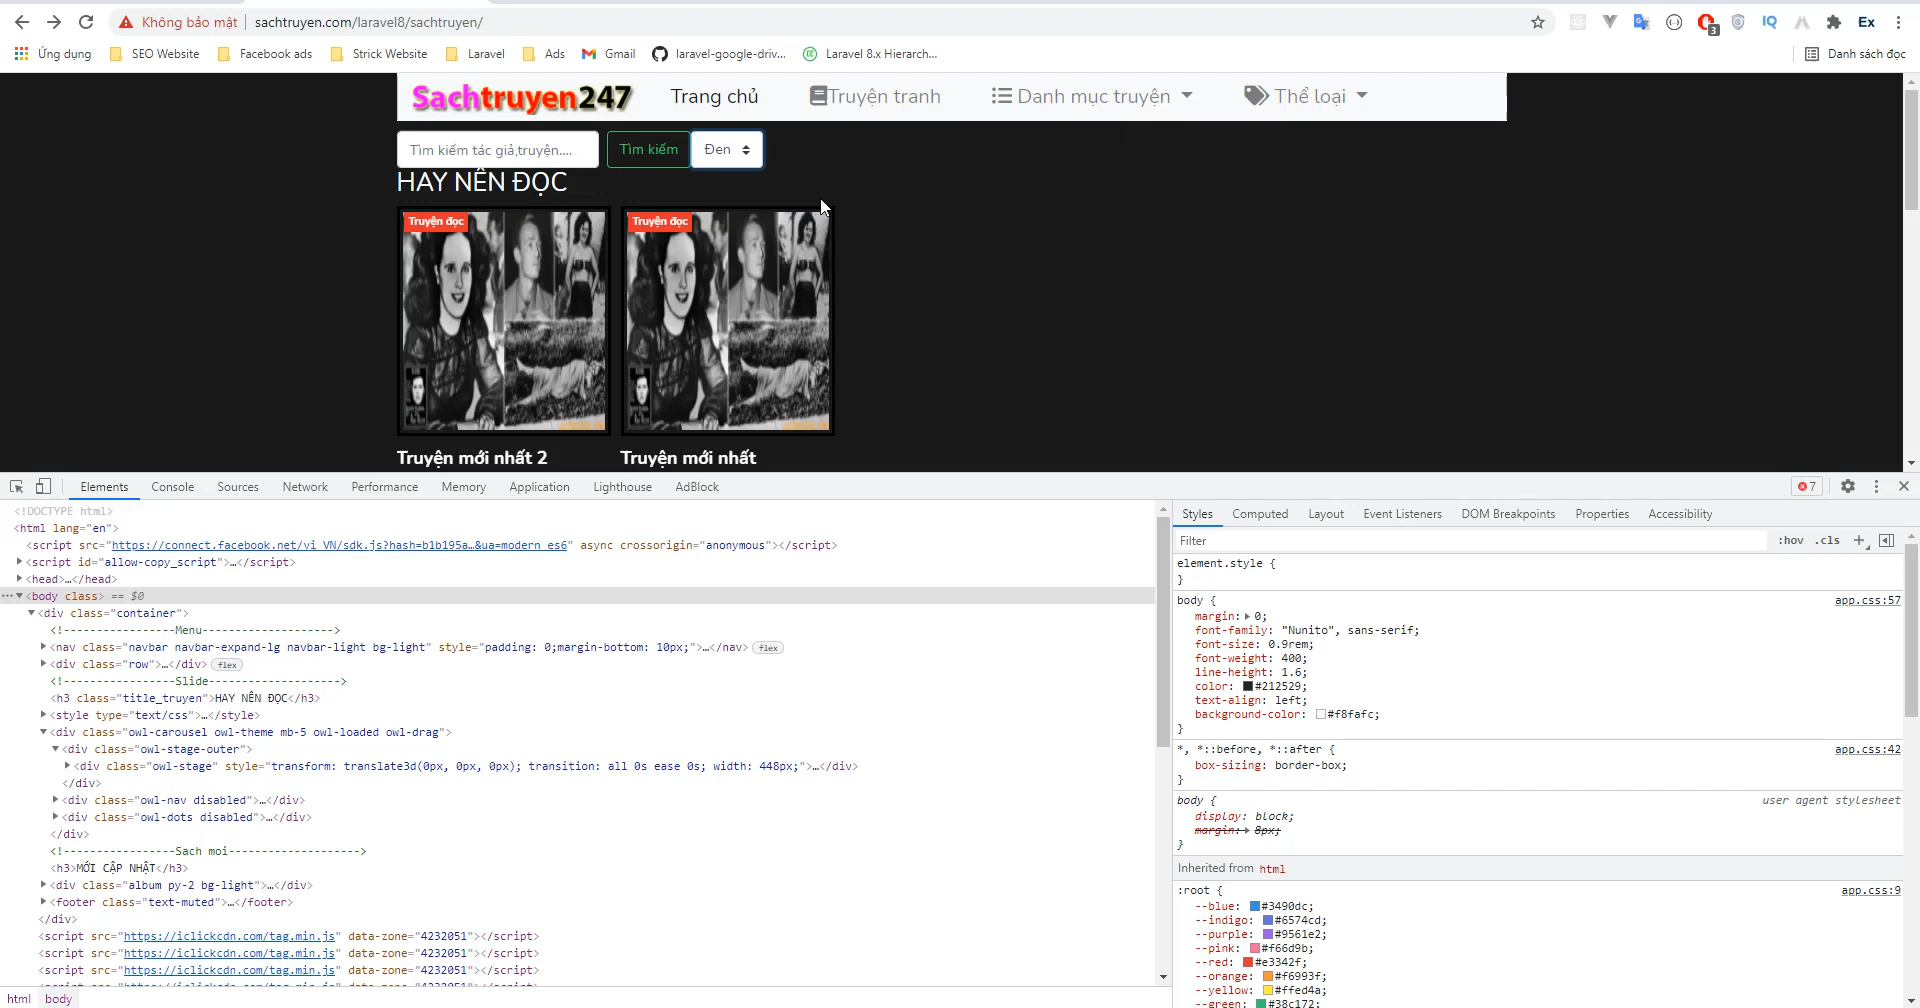 Không bảo mật sachtruyen.com/laravel8/sachtruyen/ 3 IQ Ex
Ứng dụng SEO Website Facebook ads Strick Website Laravel Ads Gmail laravel-google-driv... Laravel 8.x Hierarch... Danh sách đọc
Sachtruyen247 Trang chủ Truyện tranh Danh mục truyện Thể loại
Tìm kiếm tác giả,truyện.... Tìm kiếm Đen
HAY NÊN ĐỌC
Truyện đọc Truyện đọc
Truyện mới nhất 2 Truyện mới nhất
Elements Console Sources Network Performance Memory Application Lighthouse AdBlock 7
<!DOCTYPE html>
<html lang="en">
<script src="https://connect.facebook.net/vi_VN/sdk.js?hash=b1b195a…&ua=modern_es6" async crossorigin="anonymous"></script>
<script id="allow-copy_script">…</script>
<head>…</head>
<body class> == $0
<div class="container">
<!-----------------Menu-------------------->
<nav class="navbar navbar-expand-lg navbar-light bg-light" style="padding: 0;margin-bottom: 10px;">…</nav> flex
<div class="row">…</div> flex
<!-----------------Slide-------------------->
<h3 class="title_truyen">HAY NÊN ĐỌC</h3>
<style type="text/css">…</style>
<div class="owl-carousel owl-theme mb-5 owl-loaded owl-drag">
<div class="owl-stage-outer">
<div class="owl-stage" style="transform: translate3d(0px, 0px, 0px); transition: all 0s ease 0s; width: 448px;">…</div>
</div>
<div class="owl-nav disabled">…</div>
<div class="owl-dots disabled">…</div>
</div>
<!-----------------Sach moi-------------------->
<h3>MỚI CẬP NHẬT</h3>
<div class="album py-2 bg-light">…</div>
<footer class="text-muted">…</footer>
</div>
<script src="https://iclickcdn.com/tag.min.js" data-zone="4232051"></script>
<script src="https://iclickcdn.com/tag.min.js" data-zone="4232051"></script>
<script src="https://iclickcdn.com/tag.min.js" data-zone="4232051"></script>
html body
Styles Computed Layout Event Listeners DOM Breakpoints Properties Accessibility
Filter :hov .cls +
element.style {
}
body { app.css:57
margin: 0;
font-family: "Nunito", sans-serif;
font-size: 0.9rem;
font-weight: 400;
line-height: 1.6;
color: #212529;
text-align: left;
background-color: #f8fafc;
}
*, *::before, *::after { app.css:42
box-sizing: border-box;
}
body { user agent stylesheet
display: block;
margin: 8px;
}
Inherited from html
:root { app.css:9
--blue: #3490dc;
--indigo: #6574cd;
--purple: #9561e2;
--pink: #f66d9b;
--red: #e3342f;
--orange: #f6993f;
--yellow: #ffed4a;
--green: #38c172;